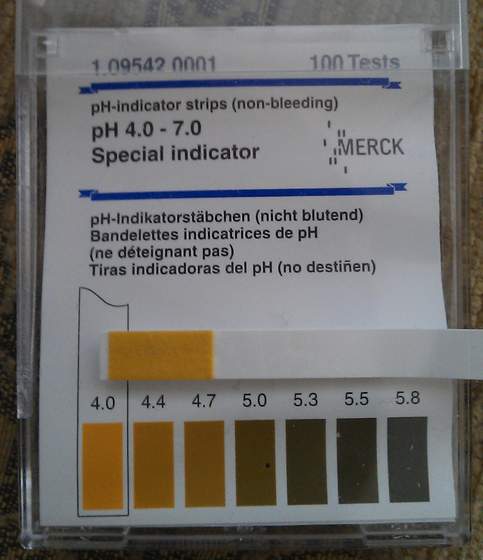 1.09542.0001 100 Tests
pH-indicator strips (non-bleeding)
pH 4.0 - 7.0
Special indicator
MERCK
pH-Indikatorstäbchen (nicht blutend)
Bandelettes indicatrices de pH
(ne déteignant pas)
Tiras indicadoras del pH (no destiñen)
4.0 4.4 4.7 5.0 5.3 5.5 5.8